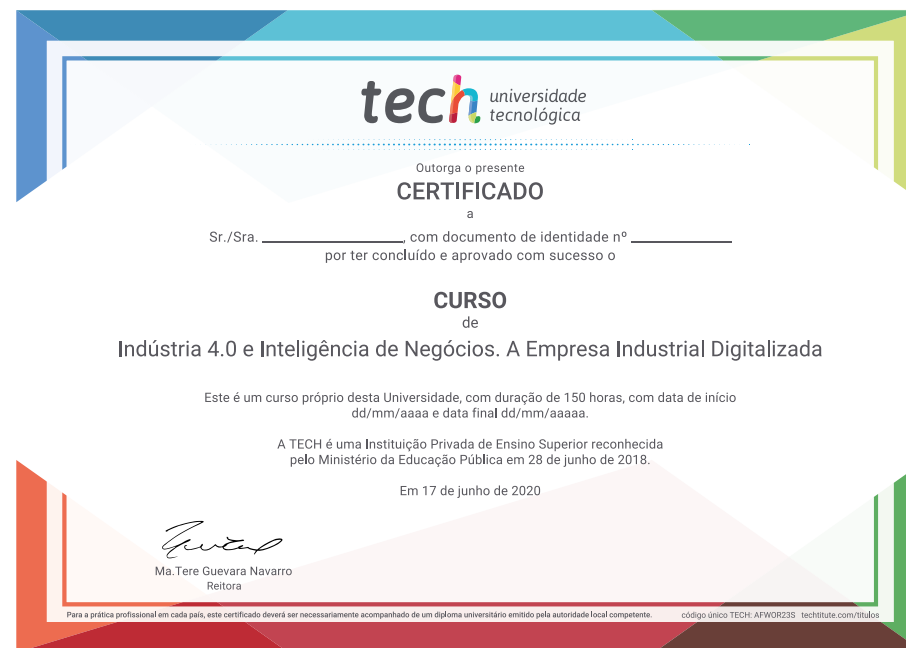 tech universidade
tecnológica
Outorga o presente
CERTIFICADO
a
Sr./Sra. ____________________, com documento de identidade nº ______________
por ter concluído e aprovado com sucesso o
CURSO
de
Indústria 4.0 e Inteligência de Negócios. A Empresa Industrial Digitalizada
Este é um curso próprio desta Universidade, com duração de 150 horas, com data de início
dd/mm/aaaa e data final dd/mm/aaaaa.
A TECH é uma Instituição Privada de Ensino Superior reconhecida
pelo Ministério da Educação Pública em 28 de junho de 2018.
Em 17 de junho de 2020
Ma.Tere Guevara Navarro
Reitora
Para a prática profissional em cada país, este certificado deverá ser necessariamente acompanhado de um diploma universitário emitido pela autoridade local competente. código único TECH: AFWOR23S techtitute.com/titulos